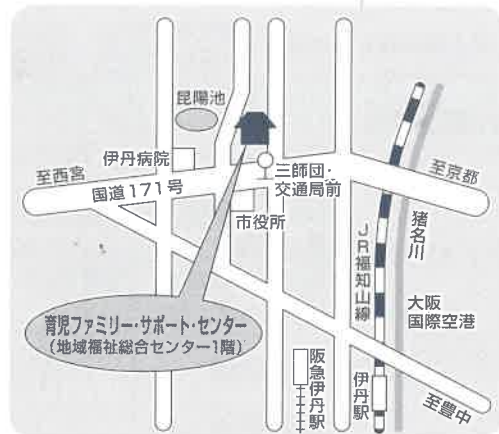 昆陽池
伊丹病院
至西宮
国道171号
三師団・
交通局前
至京都
市役所
猪名川
JR福知山線
大阪
国際空港
育児ファミリー・サポート・センター
(地域福祉総合センター1階)
阪急伊丹駅
伊丹駅
至豊中